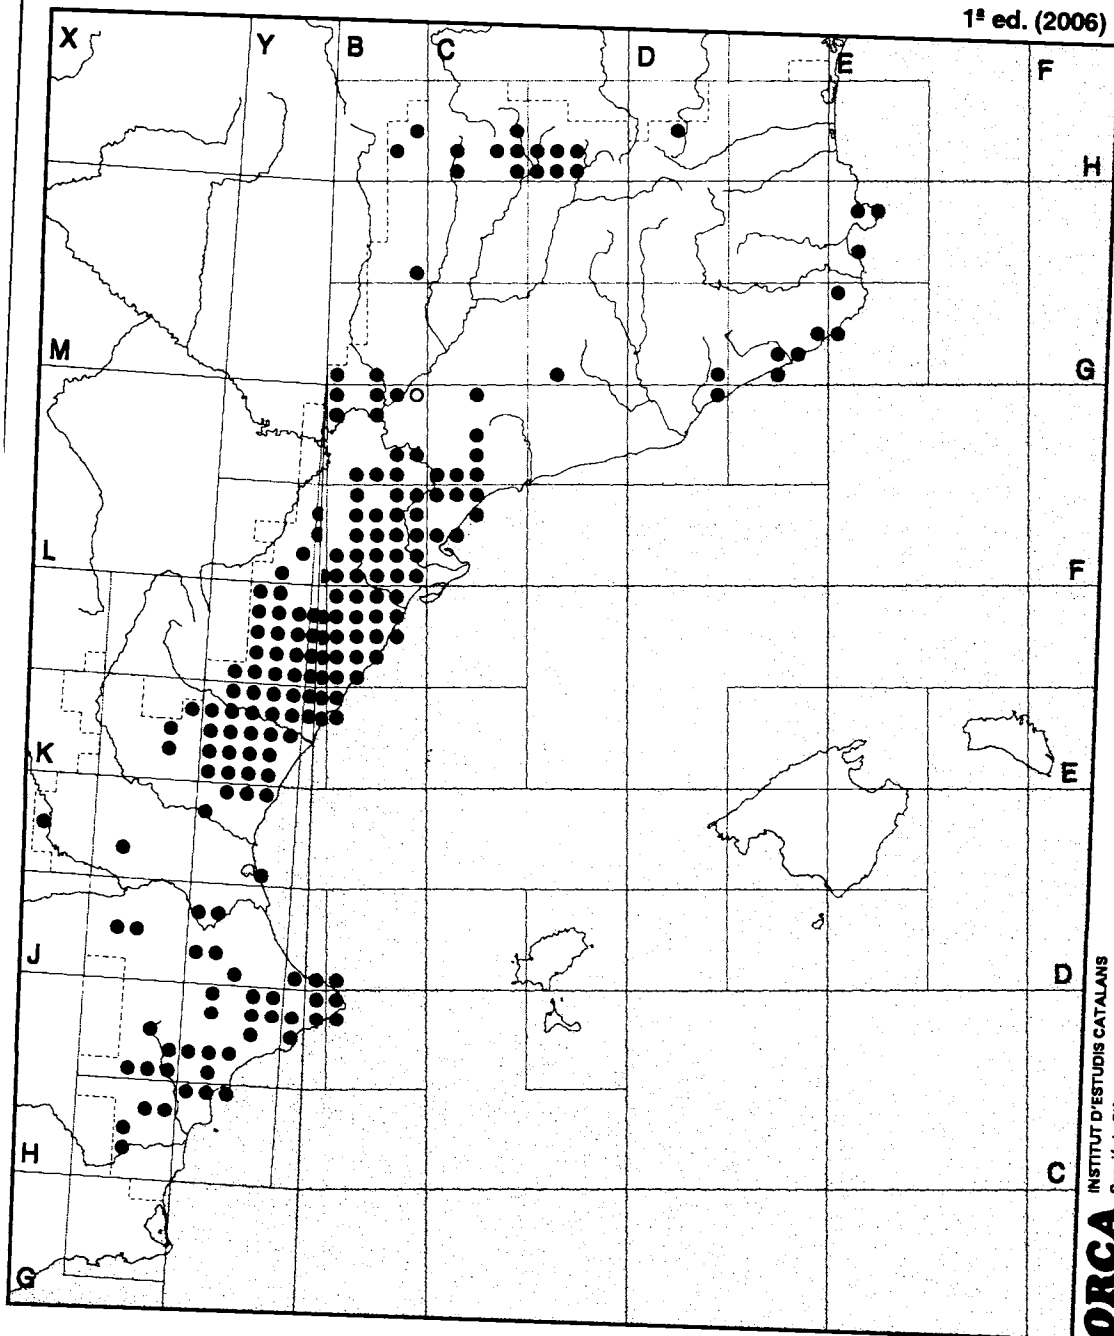 1ª ed. (2006)
X Y B C D E F
H
M G
L F
K E
J D
H C
G
ORCA INSTITUT D'ESTUDIS CATALANS